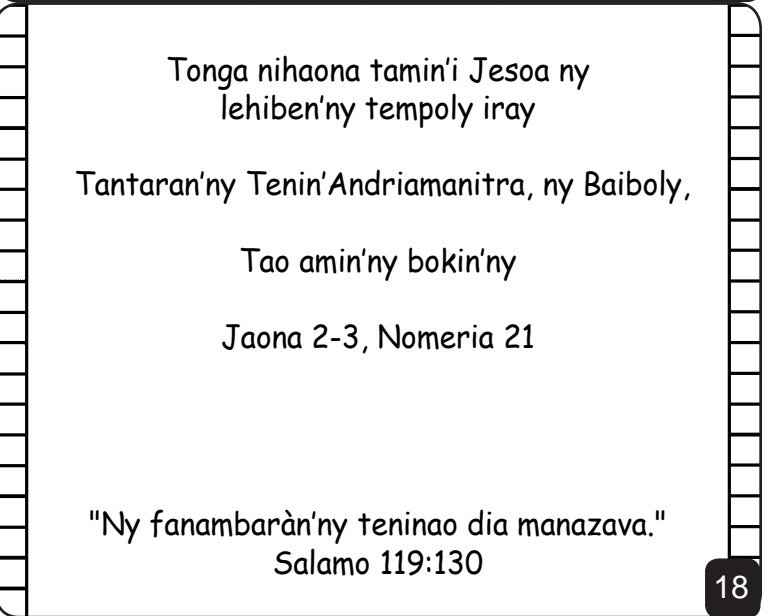 Tonga nihaona tamin'i Jesoa ny
lehiben'ny tempoly iray
Tantaran'ny Tenin'Andriamanitra, ny Baiboly,
Tao amin'ny bokin'ny
Jaona 2-3, Nomeria 21
"Ny fanambaràn'ny teninao dia manazava."
Salamo 119:130
18